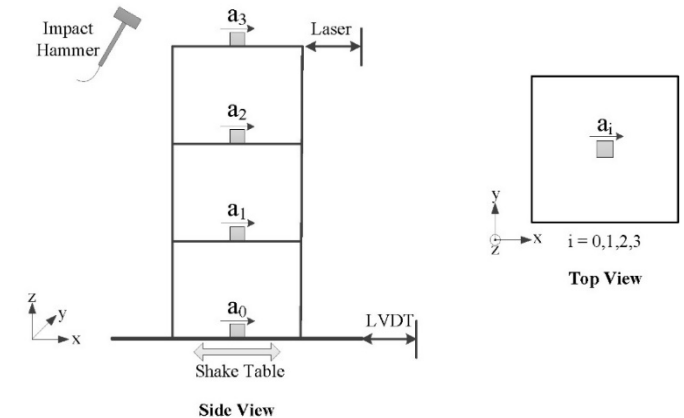 Impact
Hammer
a3
Laser
a2
a1
a0
LVDT
Shake Table
Side View
z
y
x
ai
y
x
z
i = 0,1,2,3
Top View